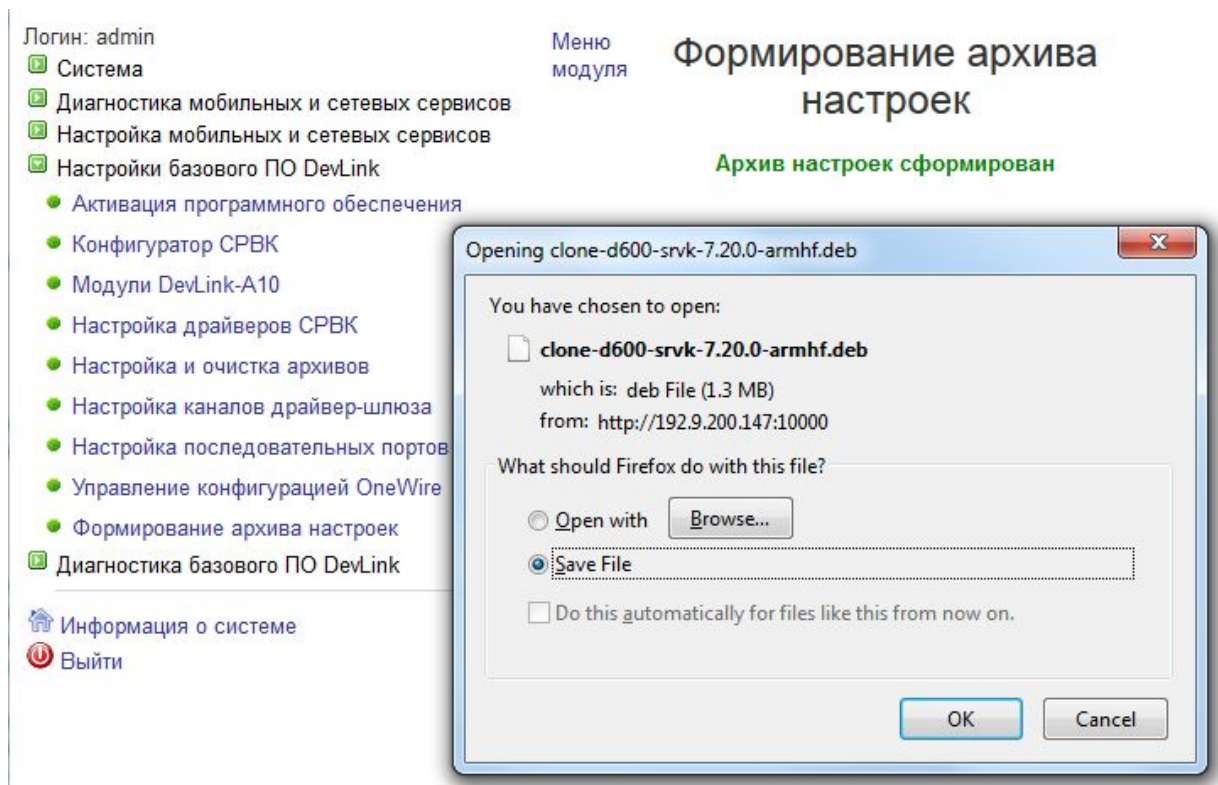 Логин: admin
Система
Диагностика мобильных и сетевых сервисов
Настройка мобильных и сетевых сервисов
Настройки базового ПО DevLink
Активация программного обеспечения
Конфигуратор СРВК
Модули DevLink-A10
Настройка драйверов СРВК
Настройка и очистка архивов
Настройка каналов драйвер-шлюза
Настройка последовательных портов
Управление конфигурацией OneWire
Формирование архива настроек
Диагностика базового ПО DevLink
Информация о системе
Выйти
Меню
модуля
Формирование архива
настроек
Архив настроек сформирован
Opening clone-d600-srvk-7.20.0-armhf.deb
You have chosen to open:
clone-d600-srvk-7.20.0-armhf.deb
which is: deb File (1.3 MB)
from: http://192.9.200.147:10000
What should Firefox do with this file?
Open with Browse...
Save File
Do this automatically for files like this from now on.
OK Cancel